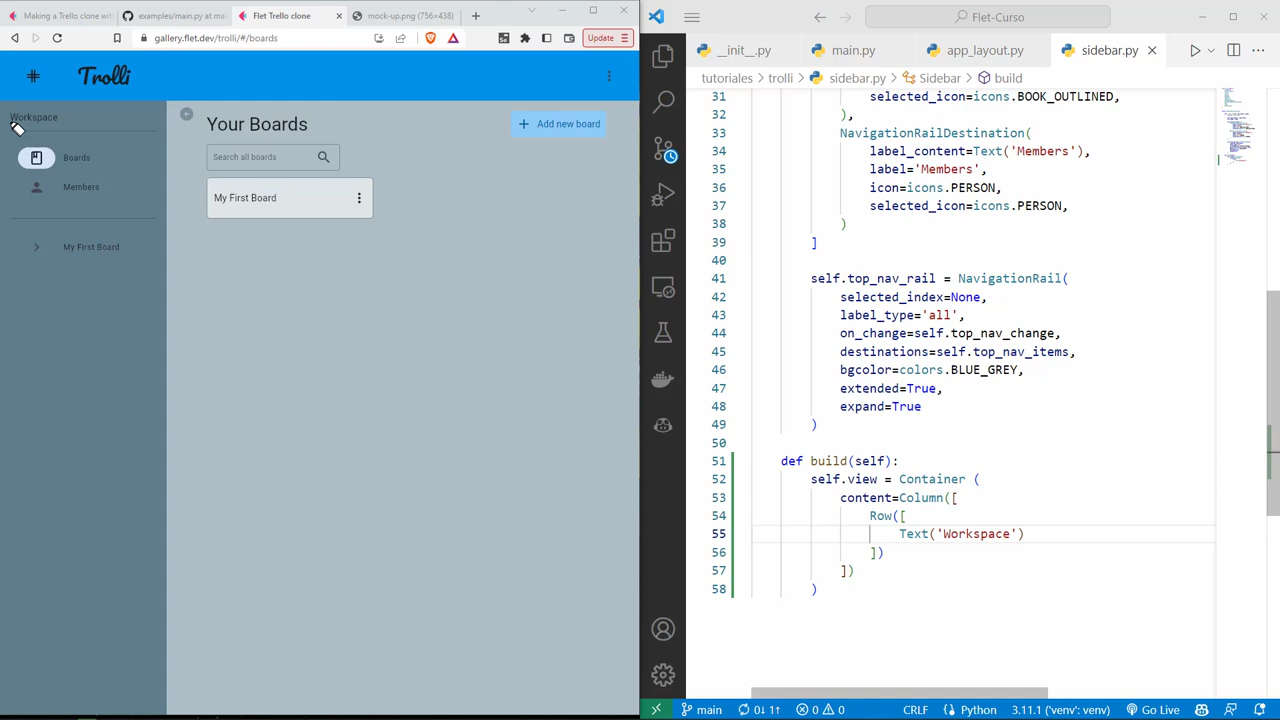 Making a Trello clone with
examples/main.py at ma
Flet Trello clone
mock-up.png (756×438)
gallery.flet.dev/trolli/#/boards
Update
Trolli
Workspace
Boards
Members
My First Board
Your Boards
Add new board
Search all boards
My First Board
Flet-Curso
__init__.py
main.py
app_layout.py
sidebar.py
tutoriales > trolli > sidebar.py > Sidebar > build
31 selected_icon=icons.BOOK_OUTLINED,
32 ),
33 NavigationRailDestination(
34 label_content=Text('Members'),
35 label='Members',
36 icon=icons.PERSON,
37 selected_icon=icons.PERSON,
38 )
39 ]
40
41 self.top_nav_rail = NavigationRail(
42 selected_index=None,
43 label_type='all',
44 on_change=self.top_nav_change,
45 destinations=self.top_nav_items,
46 bgcolor=colors.BLUE_GREY,
47 extended=True,
48 expand=True
49 )
50
51 def build(self):
52 self.view = Container (
53 content=Column([
54 Row([
55 Text('Workspace')
56 ])
57 ])
58 )
main 0↓ 1↑ 0 0 CRLF Python 3.11.1 ('venv': venv) Go Live